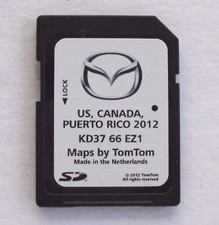 LOCK
US, CANADA,
PUERTO RICO 2012
KD37 66 EZ1
Maps by TomTom
Made in the Netherlands
SD
© 2012 TomTom
All rights reserved